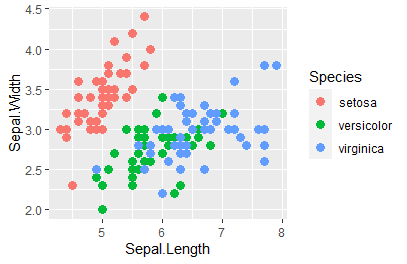 4.5
4.0
3.5
3.0
2.5
2.0
Sepal.Width
5
6
7
8
Sepal.Length
Species
setosa
versicolor
virginica